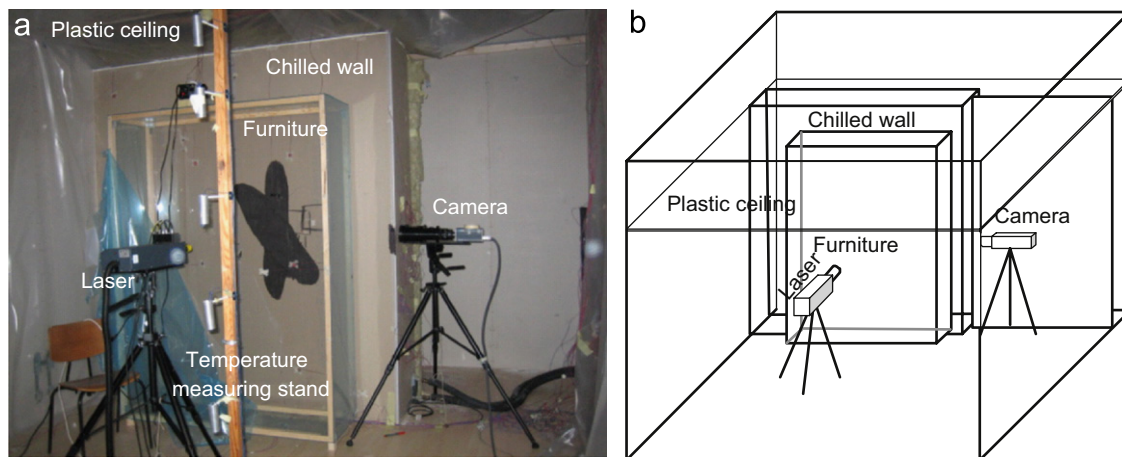 a
Plastic ceiling
Chilled wall
Furniture
Camera
Laser
Temperature
measuring stand
b
Chilled wall
Plastic ceiling
Camera
Furniture
Laser